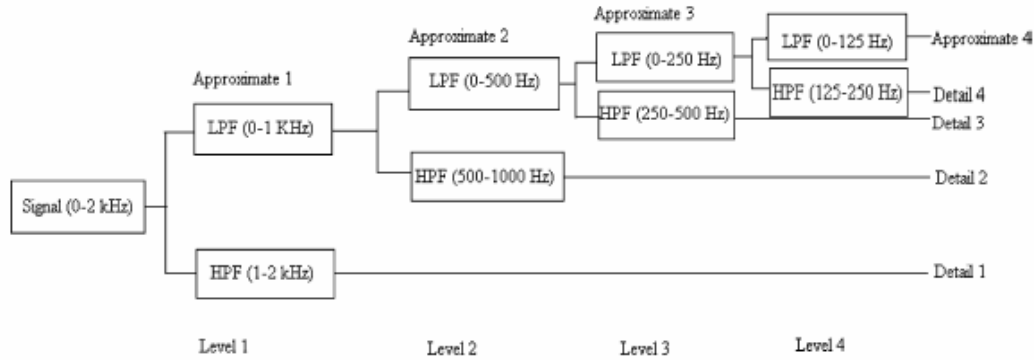 Approximate 3
Approximate 2
LPF (0-125 Hz)
Approximate 4
LPF (0-250 Hz)
Approximate 1
LPF (0-500 Hz)
HPF (125-250 Hz)
Detail 4
HPF (250-500 Hz)
Detail 3
LPF (0-1 KHz)
HPF (500-1000 Hz)
Detail 2
Signal (0-2 kHz)
HPF (1-2 kHz)
Detail 1
Level 1
Level 2
Level 3
Level 4